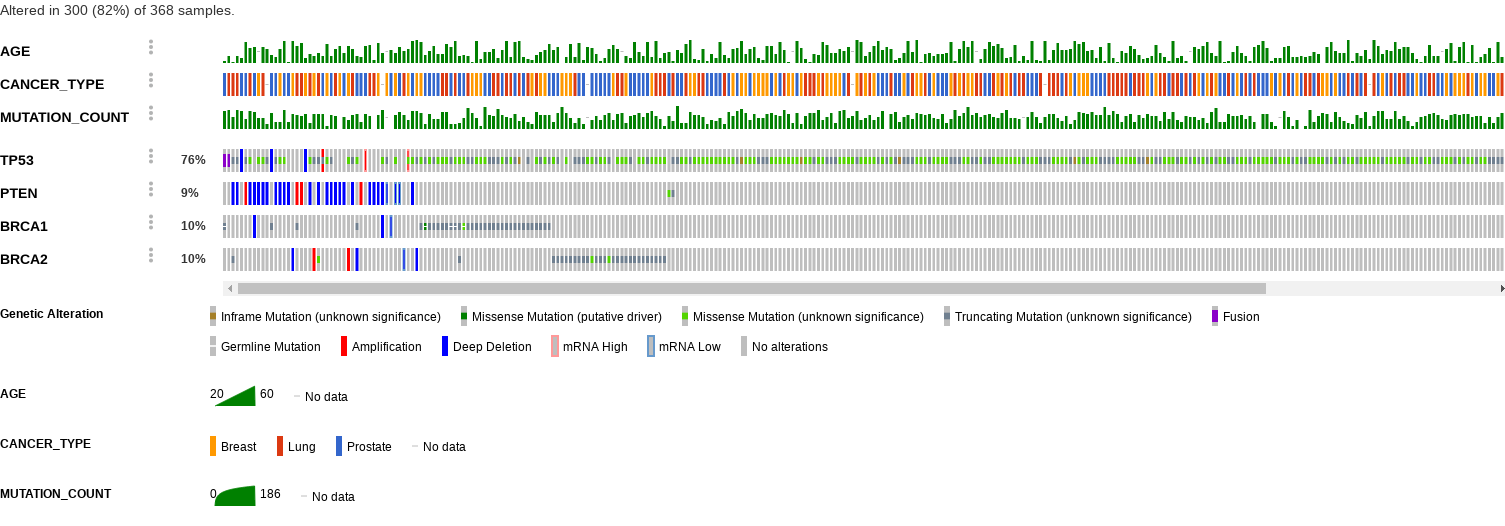 Altered in 300 (82%) of 368 samples.
AGE
CANCER_TYPE
MUTATION_COUNT
TP53 76%
PTEN 9%
BRCA1 10%
BRCA2 10%
Genetic Alteration Inframe Mutation (unknown significance) Missense Mutation (putative driver) Missense Mutation (unknown significance) Truncating Mutation (unknown significance) Fusion
Germline Mutation Amplification Deep Deletion mRNA High mRNA Low No alterations
AGE 20 60 No data
CANCER_TYPE Breast Lung Prostate No data
MUTATION_COUNT 0 186 No data